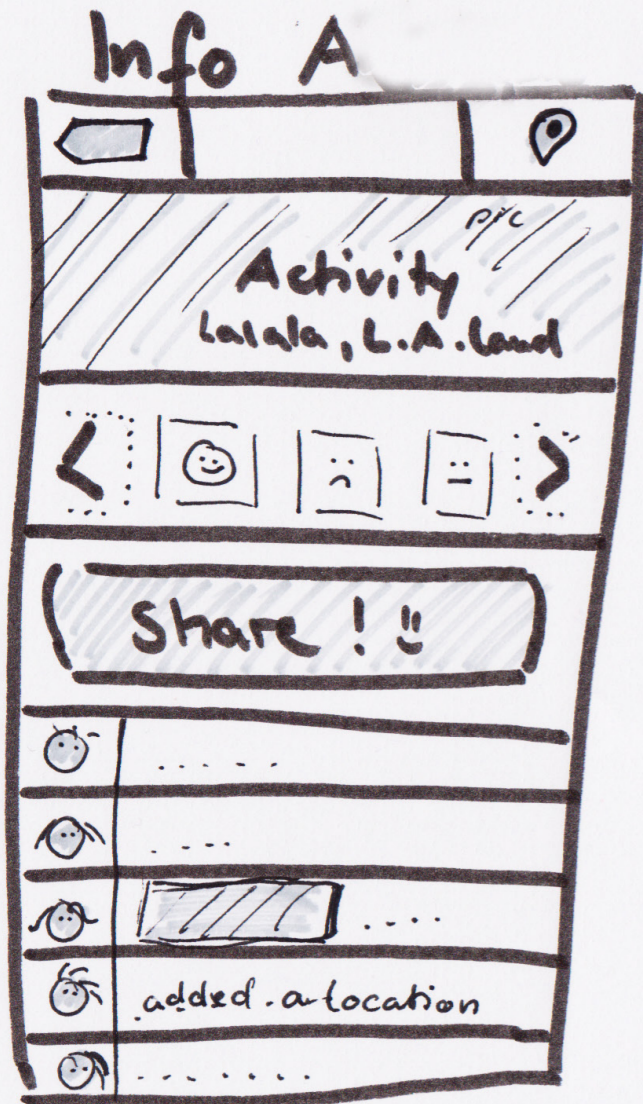 Info A
pic
Activity
Lalala, L.A. Land
Share !
added a location